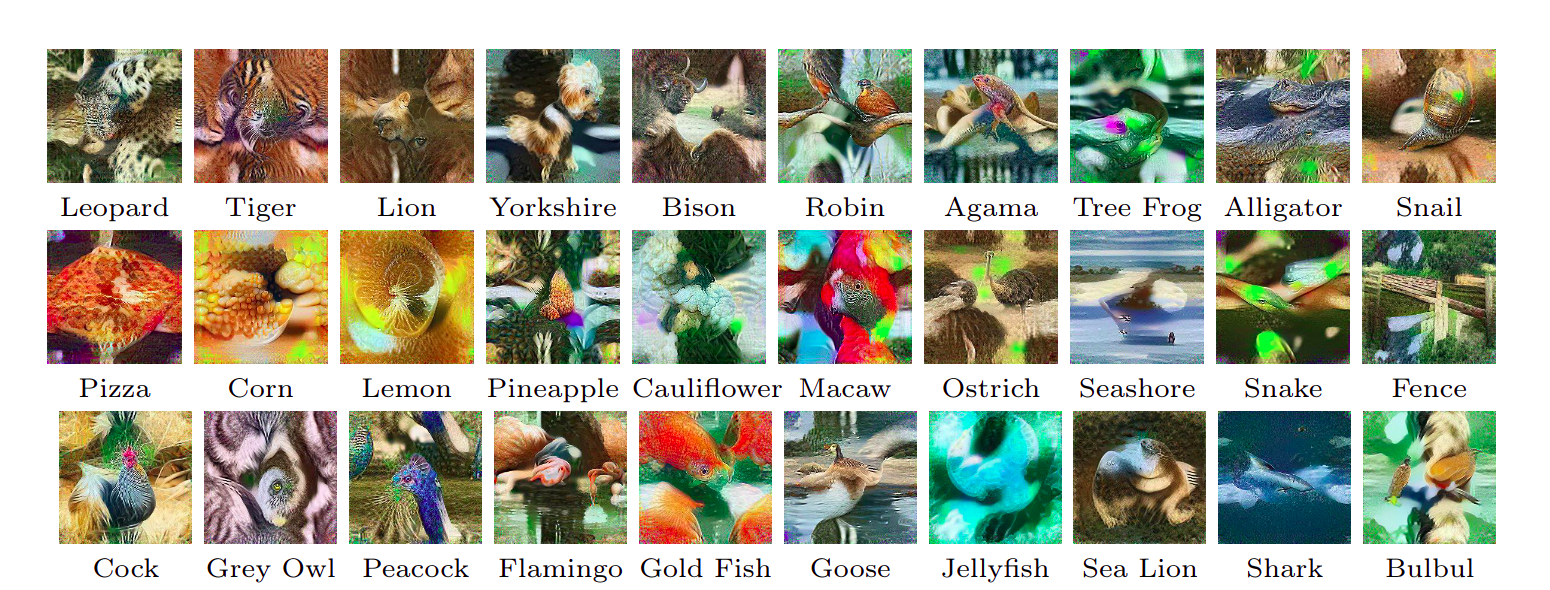 Leopard Tiger Lion Yorkshire Bison Robin Agama Tree Frog Alligator Snail
Pizza Corn Lemon Pineapple Cauliflower Macaw Ostrich Seashore Snake Fence
Cock Grey Owl Peacock Flamingo Gold Fish Goose Jellyfish Sea Lion Shark Bulbul